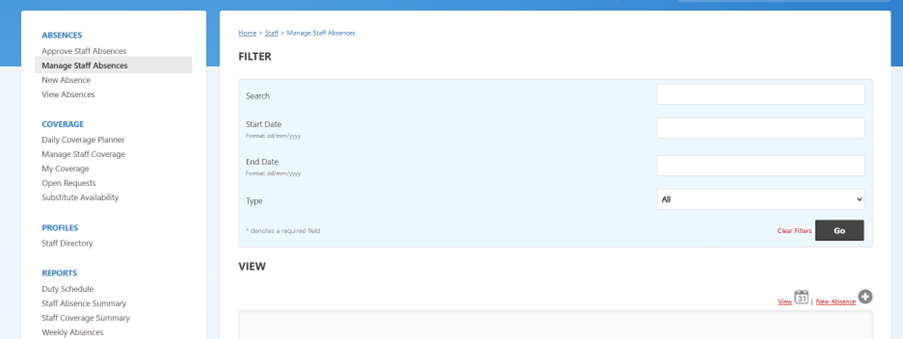 ABSENCES
Approve Staff Absences
Manage Staff Absences
New Absence
View Absences
COVERAGE
Daily Coverage Planner
Manage Staff Coverage
My Coverage
Open Requests
Substitute Availability
PROFILES
Staff Directory
REPORTS
Duty Schedule
Staff Absence Summary
Staff Coverage Summary
Weekly Absences
Home > Staff > Manage Staff Absences
FILTER
Search
Start Date
Format: dd/mm/yyyy
End Date
Format: dd/mm/yyyy
Type
All
* denotes a required field
Clear Filters
Go
VIEW
View 31 | New Absence